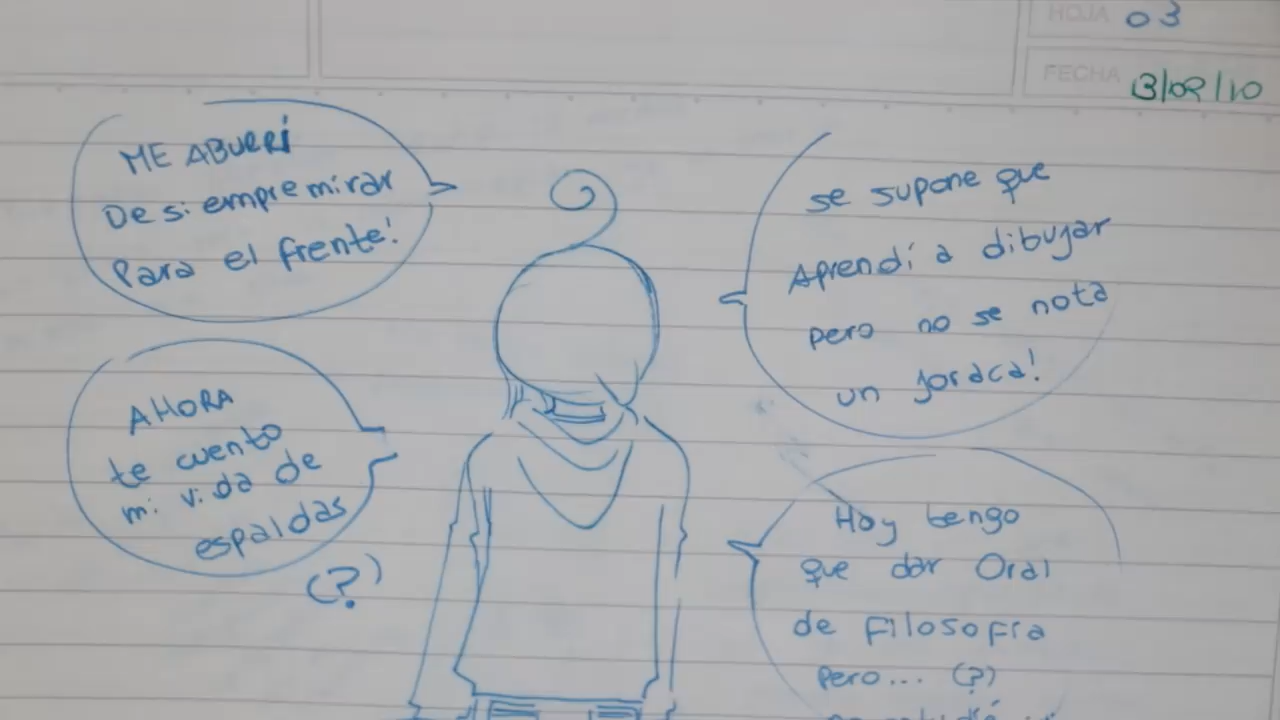 HOJA 03
FECHA 13/09/10
ME ABURRÍ
De siempre mirar
Para el frente!
AHORA
te cuento
mi vida de
espaldas
(?)
se supone que
Aprendí a dibujar
pero no se nota
un joraca!
Hoy tengo
que dar Oral
de Filosofía
pero... (?)